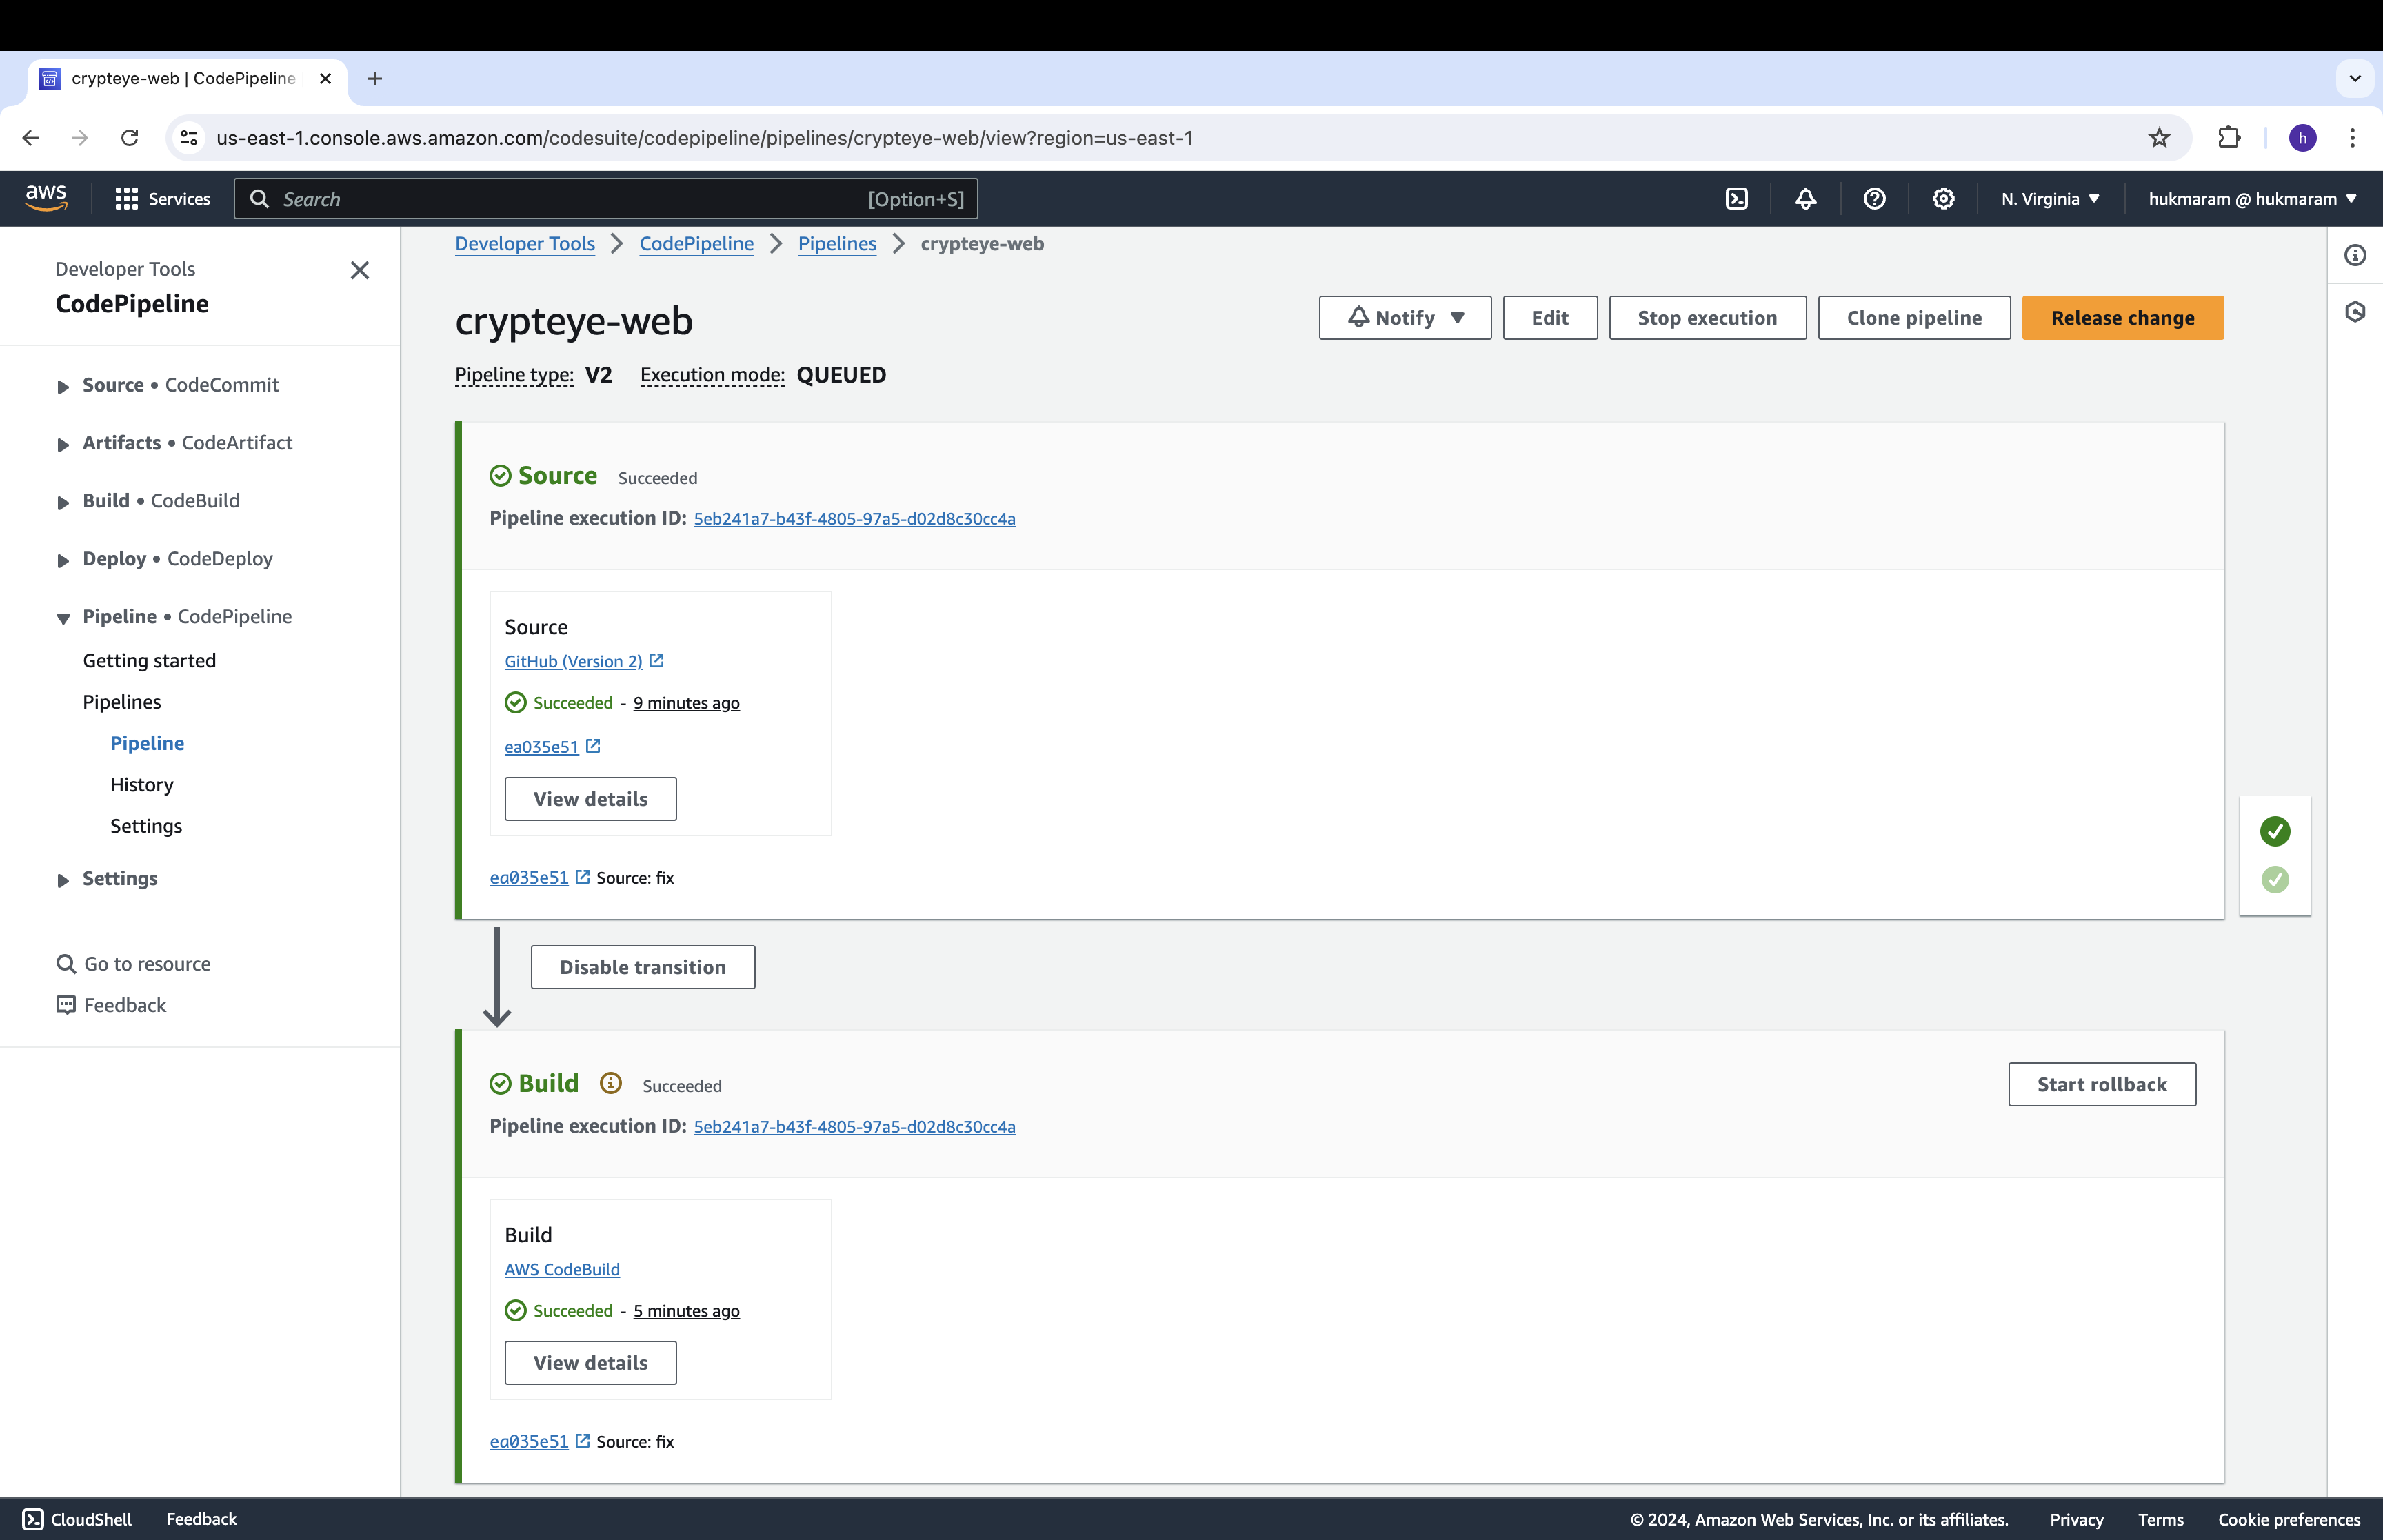 crypteye-web | CodePipeline
us-east-1.console.aws.amazon.com/codesuite/codepipeline/pipelines/crypteye-web/view?region=us-east-1
h
aws
Services
Search
[Option+S]
N. Virginia
hukmaram @ hukmaram
Developer Tools
CodePipeline
Source • CodeCommit
Artifacts • CodeArtifact
Build • CodeBuild
Deploy • CodeDeploy
Pipeline • CodePipeline
Getting started
Pipelines
Pipeline
History
Settings
Settings
Go to resource
Feedback
Developer Tools > CodePipeline > Pipelines > crypteye-web
crypteye-web
Notify
Edit
Stop execution
Clone pipeline
Release change
Pipeline type: V2 Execution mode: QUEUED
Source Succeeded
Pipeline execution ID: 5eb241a7-b43f-4805-97a5-d02d8c30cc4a
Source
GitHub (Version 2)
Succeeded - 9 minutes ago
ea035e51
View details
ea035e51 Source: fix
Disable transition
Build Succeeded
Start rollback
Pipeline execution ID: 5eb241a7-b43f-4805-97a5-d02d8c30cc4a
Build
AWS CodeBuild
Succeeded - 5 minutes ago
View details
ea035e51 Source: fix
CloudShell
Feedback
© 2024, Amazon Web Services, Inc. or its affiliates.
Privacy
Terms
Cookie preferences